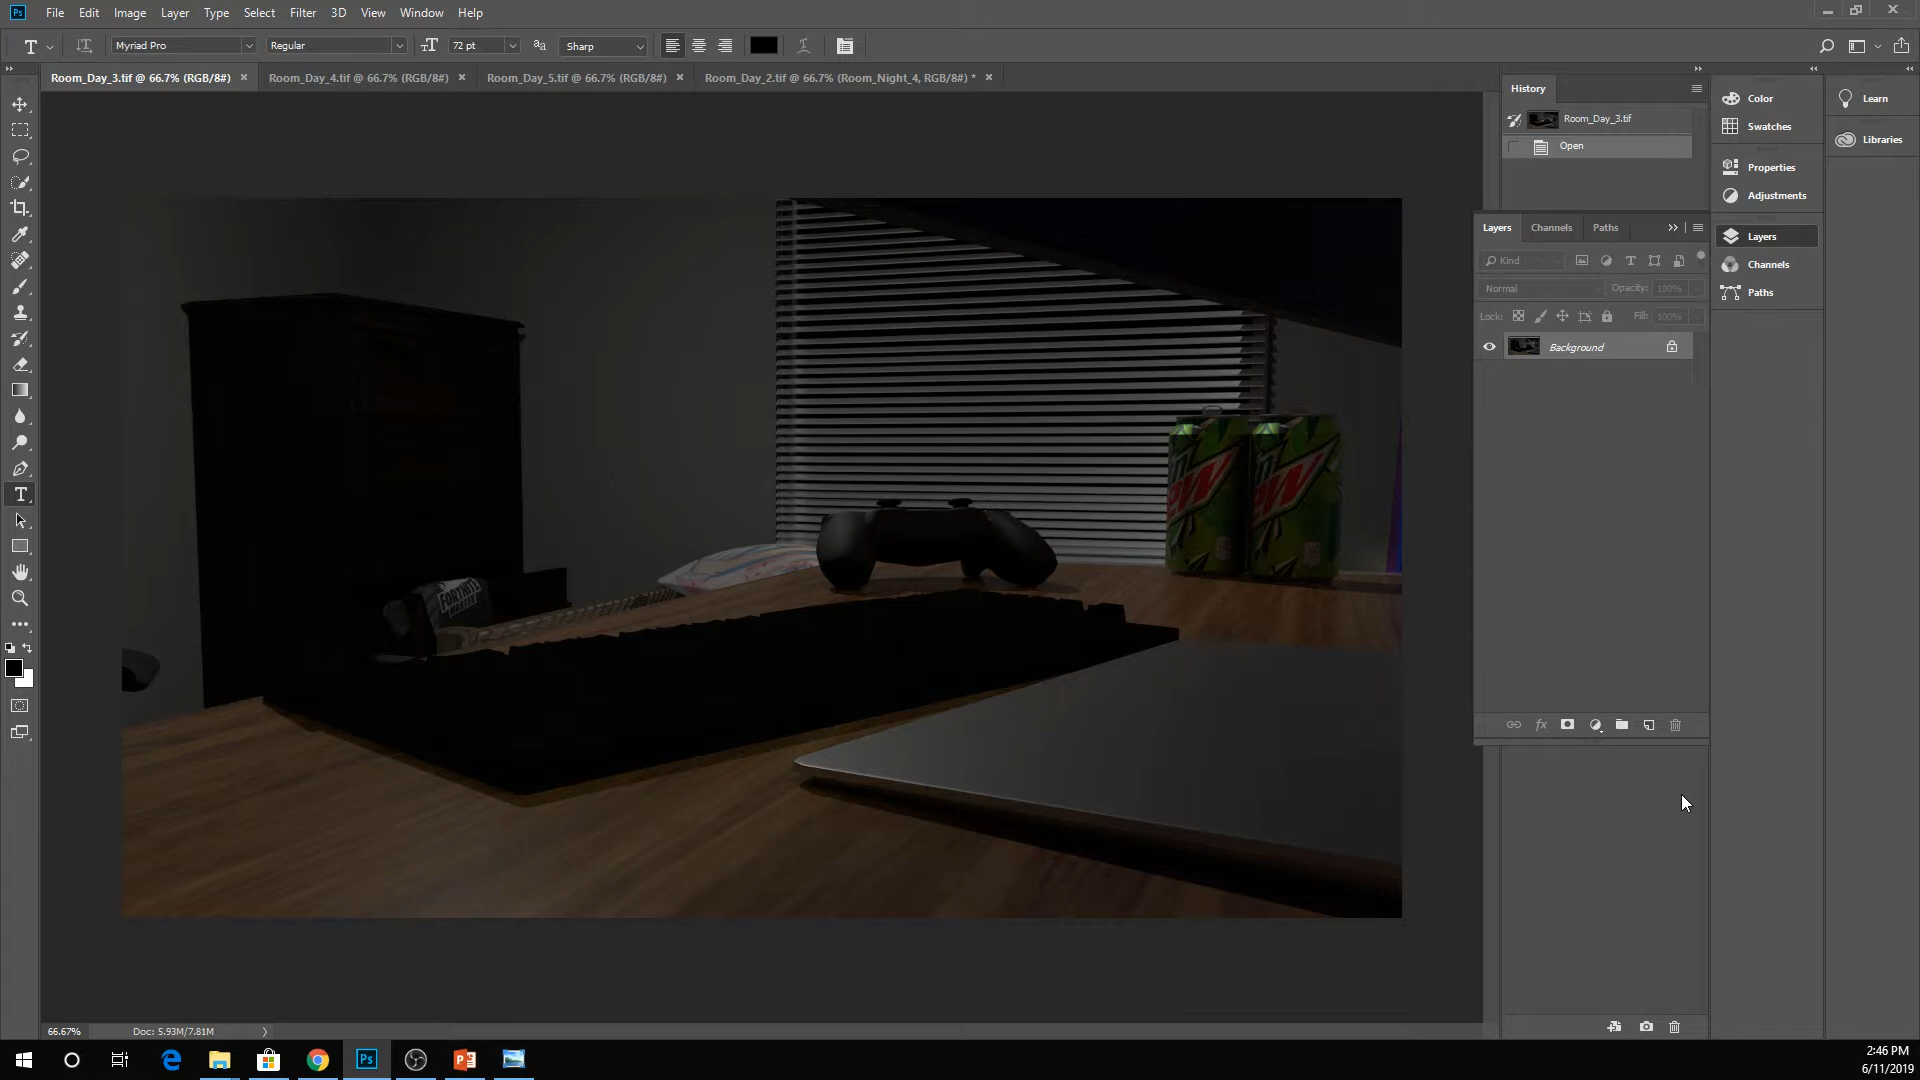 Ps File Edit Image Layer Type Select Filter 3D View Window Help
T Myriad Pro Regular 72 pt Sharp
Room_Day_3.tif @ 66.7% (RGB/8#) × Room_Day_4.tif @ 66.7% (RGB/8#) × Room_Day_5.tif @ 66.7% (RGB/8#) × Room_Day_2.tif @ 66.7% (Room_Night_4, RGB/8#) * ×
History
Room_Day_3.tif
Open
Layers Channels Paths
Kind
Normal Opacity: 100%
Lock: Fill: 100%
Background
Color
Swatches
Properties
Adjustments
Layers
Channels
Paths
Learn
Libraries
FORTNITE
66.67% Doc: 5.93M/7.81M
2:46 PM
6/11/2019